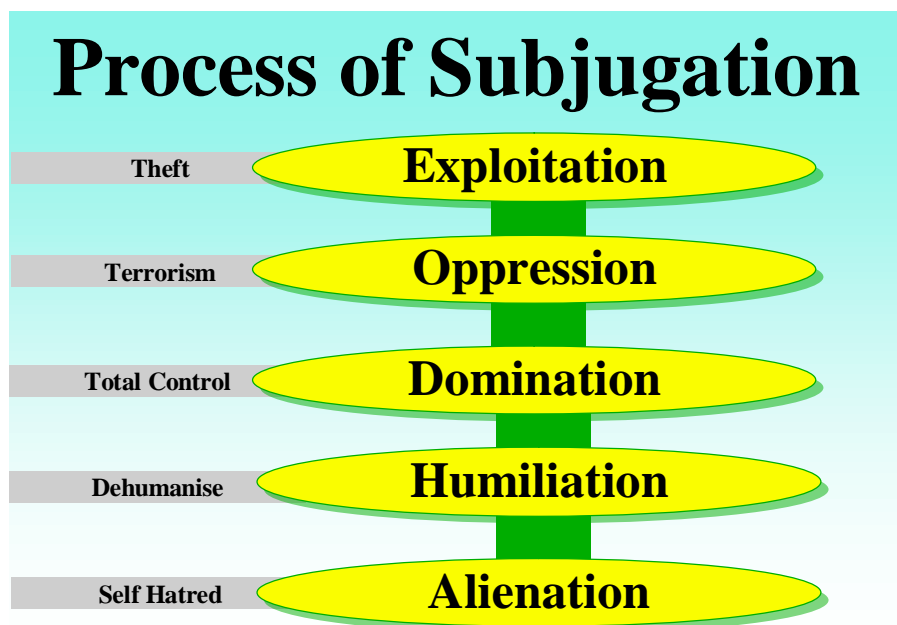 Process of Subjugation
Theft
Exploitation
Terrorism
Oppression
Total Control
Domination
Dehumanise
Humiliation
Self Hatred
Alienation